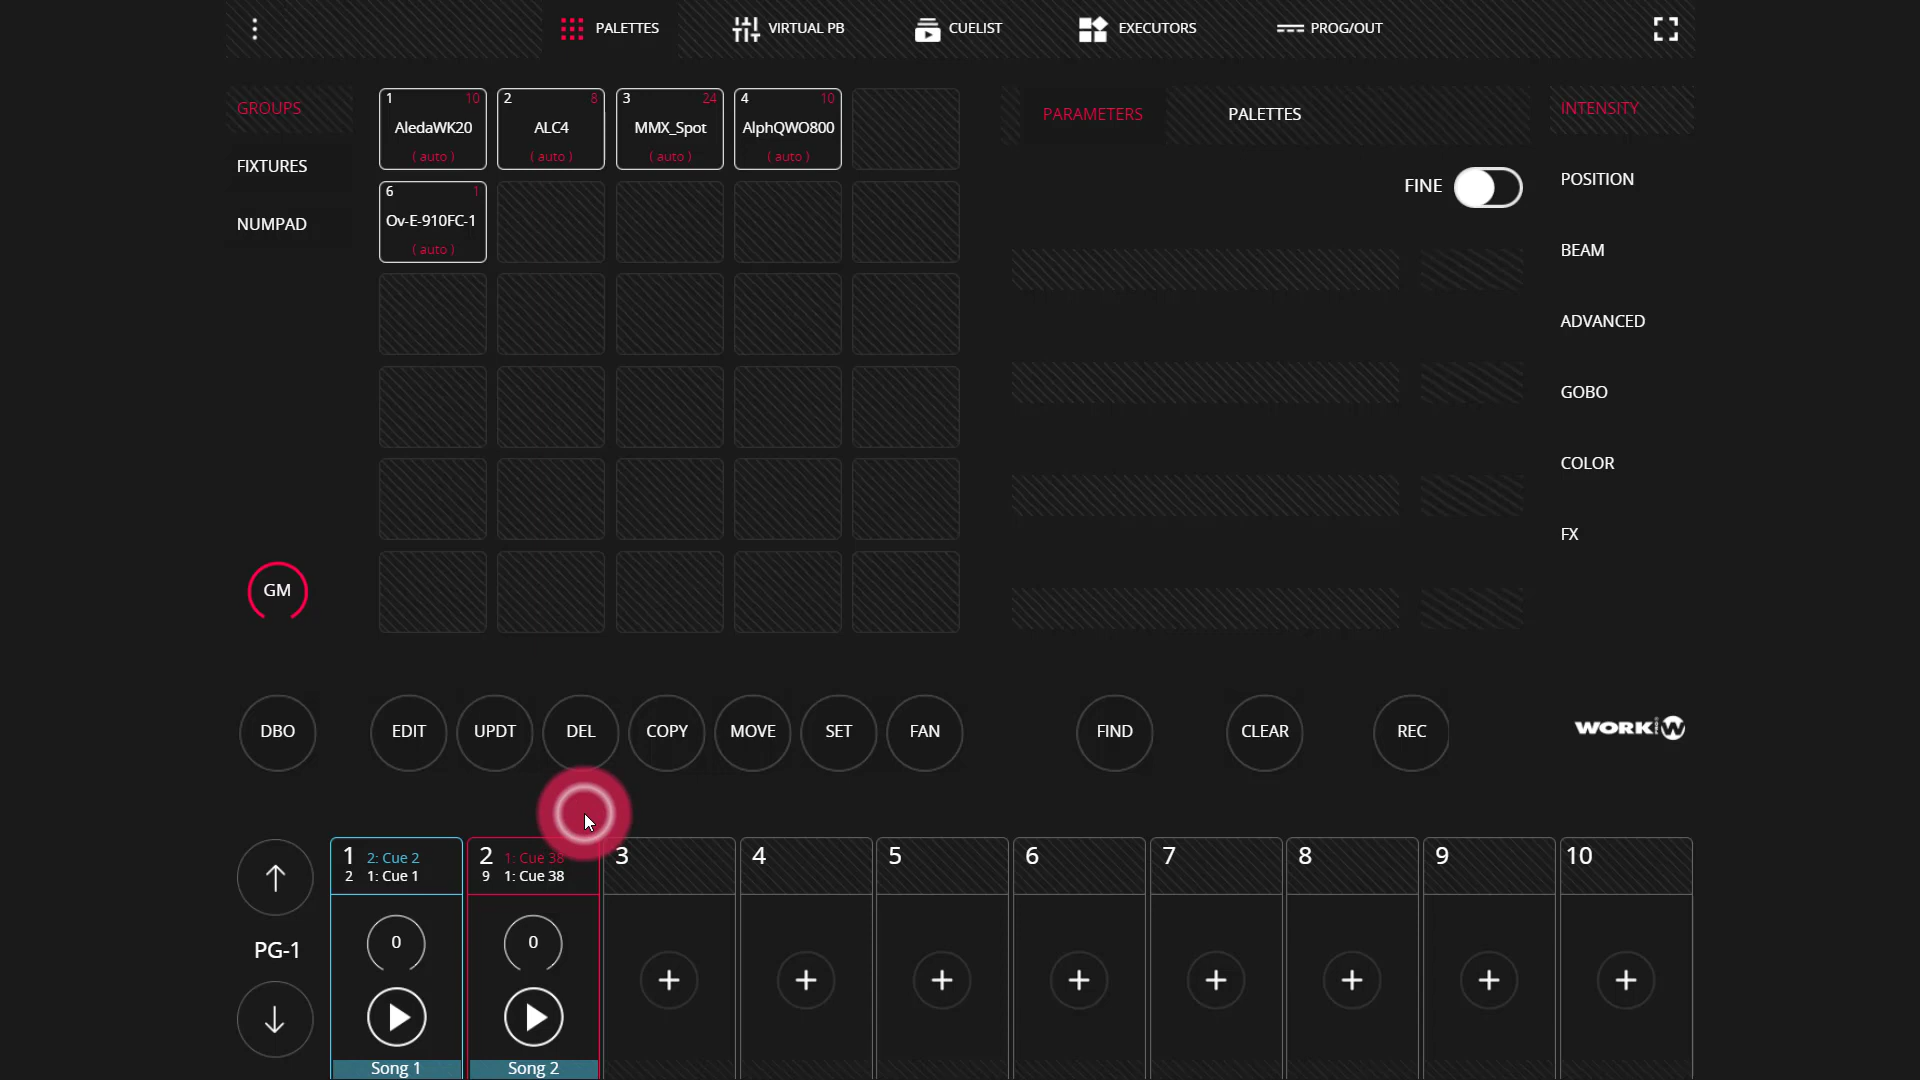 PALETTES
VIRTUAL PB
CUELIST
EXECUTORS
PROG/OUT
GROUPS
FIXTURES
NUMPAD
1 10
AledaWK20
( auto )
2 8
ALC4
( auto )
3 24
MMX_Spot
( auto )
4 10
AlphQWO800
( auto )
6 1
Ov-E-910FC-1
( auto )
PARAMETERS
PALETTES
FINE
INTENSITY
POSITION
BEAM
ADVANCED
GOBO
COLOR
FX
GM
DBO
EDIT
UPDT
DEL
COPY
MOVE
SET
FAN
FIND
CLEAR
REC
WORK
PG-1
1 2: Cue 2
2 1: Cue 1
0
Song 1
2 1: Cue 38
9 1: Cue 38
0
Song 2
3
4
5
6
7
8
9
10